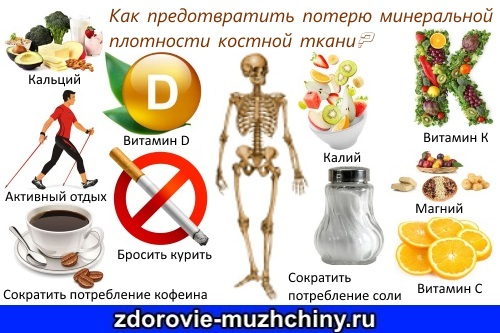 Как предотвратить потерю минеральной
плотности костной ткани?
Кальций
D
Витамин D
Калий
Витамин К
Активный отдых
Бросить курить
Магний
Сократить потребление кофеина
Сократить
потребление соли
Витамин С
zdorovie-muzhchiny.ru